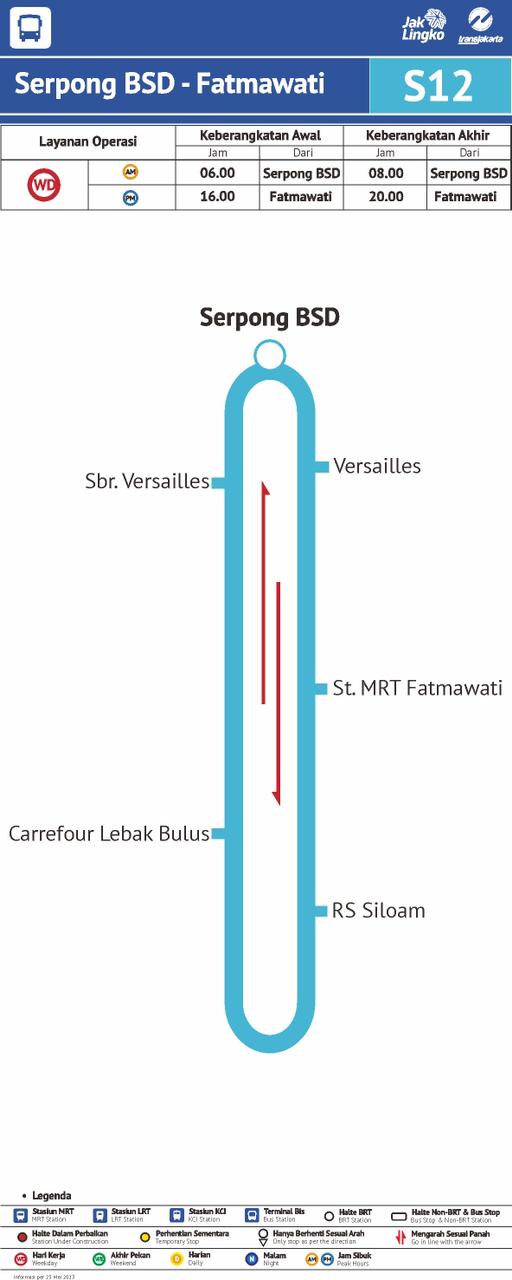 Jak
Lingko
transjakarta
Serpong BSD - Fatmawati
S12
Layanan Operasi
Keberangkatan Awal
Keberangkatan Akhir
Jam Dari Jam Dari
WD AM 06.00 Serpong BSD 08.00 Serpong BSD
PM 16.00 Fatmawati 20.00 Fatmawati
Serpong BSD
Versailles
Sbr. Versailles
St. MRT Fatmawati
Carrefour Lebak Bulus
RS Siloam
• Legenda
Stasiun MRT
MRT Station
Stasiun LRT
LRT Station
Stasiun KCI
KCI Station
Terminal Bis
Bus Station
Halte BRT
BRT Station
Halte Non-BRT & Bus Stop
Bus Stop & Non-BRT Station
Halte Dalam Perbaikan
Station Under Construction
Perhentian Sementara
Temporary Stop
Hanya Berhenti Sesuai Arah
Only stop as per the direction
Mengarah Sesuai Panah
Go in line with the arrow
WD Hari Kerja
Weekday
WE Akhir Pekan
Weekend
D Harian
Daily
N Malam
Night
AM PM Jam Sibuk
Peak Hours
Informasi per 23 Mei 2023